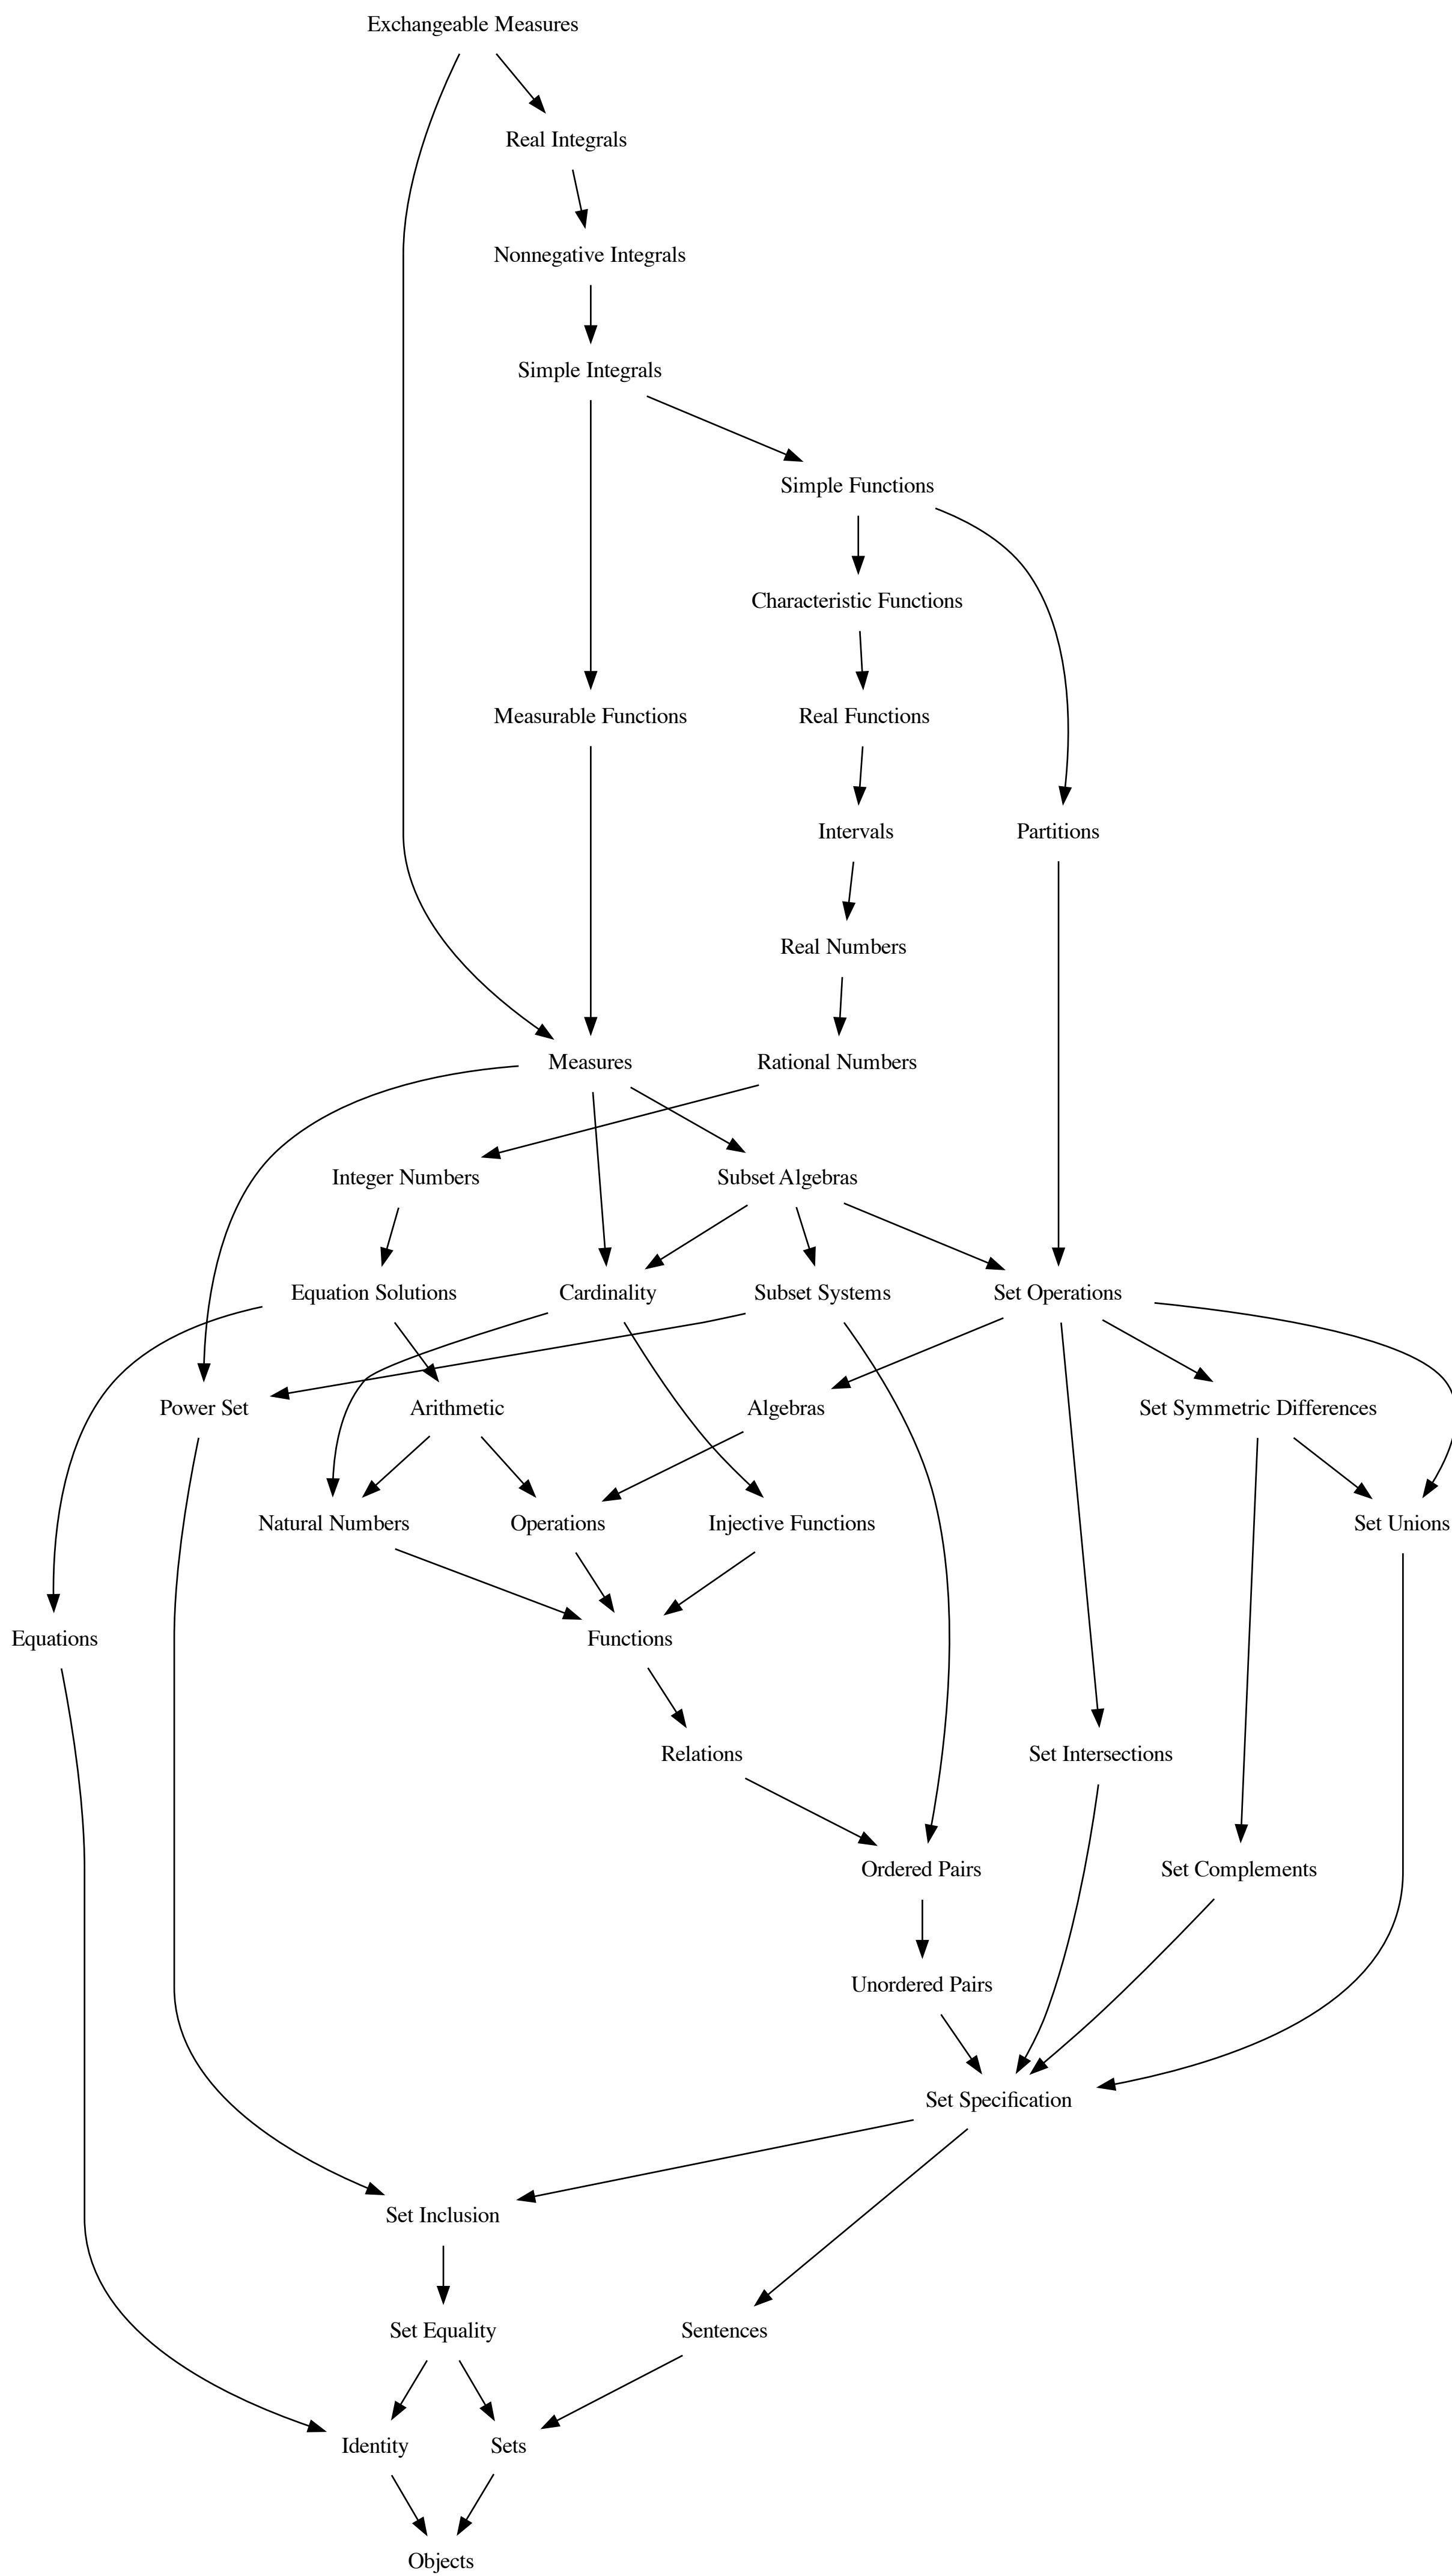 Exchangeable Measures
Real Integrals
Nonnegative Integrals
Simple Integrals
Simple Functions
Characteristic Functions
Measurable Functions
Real Functions
Intervals
Partitions
Real Numbers
Measures
Rational Numbers
Integer Numbers
Subset Algebras
Equation Solutions
Cardinality
Subset Systems
Set Operations
Power Set
Arithmetic
Algebras
Set Symmetric Differences
Natural Numbers
Operations
Injective Functions
Set Unions
Equations
Functions
Relations
Set Intersections
Ordered Pairs
Set Complements
Unordered Pairs
Set Specification
Set Inclusion
Set Equality
Sentences
Identity
Sets
Objects